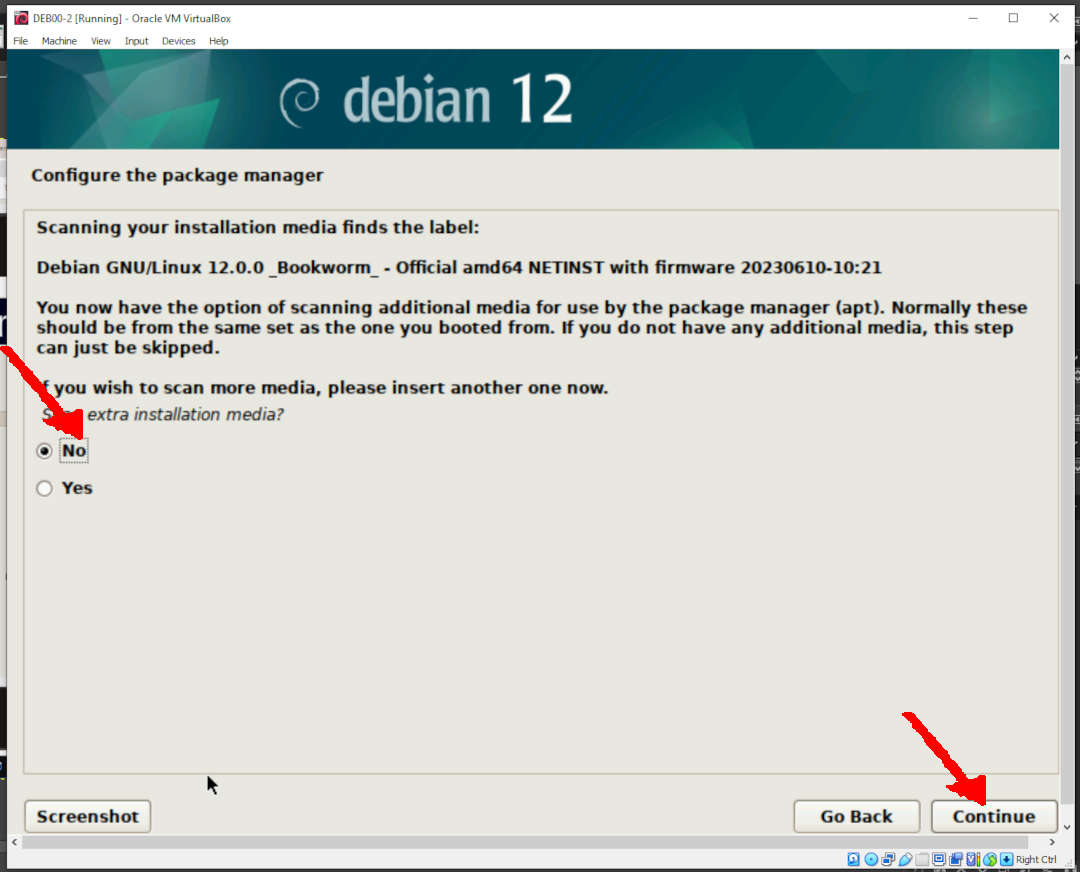 DEB00-2 [Running] - Oracle VM VirtualBox
File Machine View Input Devices Help
debian 12
Configure the package manager
Scanning your installation media finds the label:
Debian GNU/Linux 12.0.0 _Bookworm_ - Official amd64 NETINST with firmware 20230610-10:21
You now have the option of scanning additional media for use by the package manager (apt). Normally these
should be from the same set as the one you booted from. If you do not have any additional media, this step
can just be skipped.
f you wish to scan more media, please insert another one now.
extra installation media?
No
Yes
Screenshot
Go Back
Continue
Right Ctrl